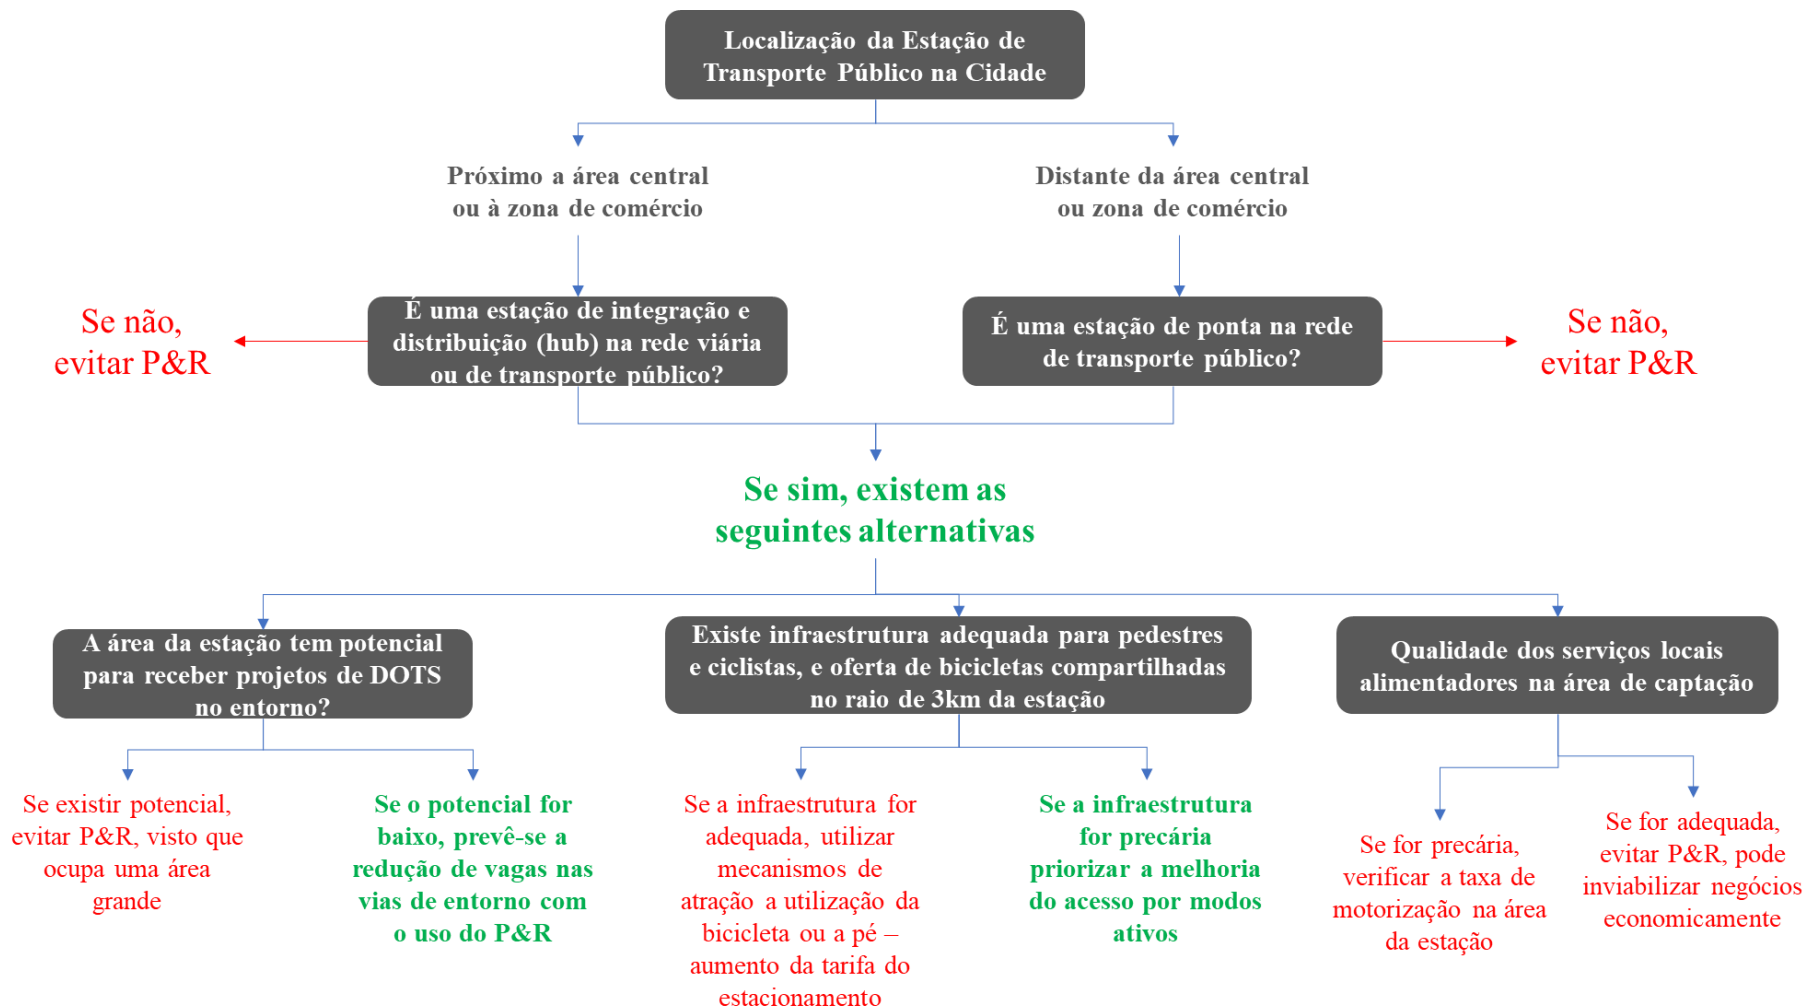 Localização da Estação de
Transporte Público na Cidade
Próximo a área central
ou à zona de comércio
Distante da área central
ou zona de comércio
Se não,
evitar P&R
É uma estação de integração e
distribuição (hub) na rede viária
ou de transporte público?
É uma estação de ponta na rede
de transporte público?
Se não,
evitar P&R
Se sim, existem as
seguintes alternativas
A área da estação tem potencial
para receber projetos de DOTS
no entorno?
Existe infraestrutura adequada para pedestres
e ciclistas, e oferta de bicicletas compartilhadas
no raio de 3km da estação
Qualidade dos serviços locais
alimentadores na área de captação
Se existir potencial,
evitar P&R, visto que
ocupa uma área
grande
Se o potencial for
baixo, prevê-se a
redução de vagas nas
vias de entorno com
o uso do P&R
Se a infraestrutura for
adequada, utilizar
mecanismos de
atração a utilização da
bicicleta ou a pé –
aumento da tarifa do
estacionamento
Se a infraestrutura
for precária
priorizar a melhoria
do acesso por modos
ativos
Se for precária,
verificar a taxa de
motorização na área
da estação
Se for adequada,
evitar P&R, pode
inviabilizar negócios
economicamente